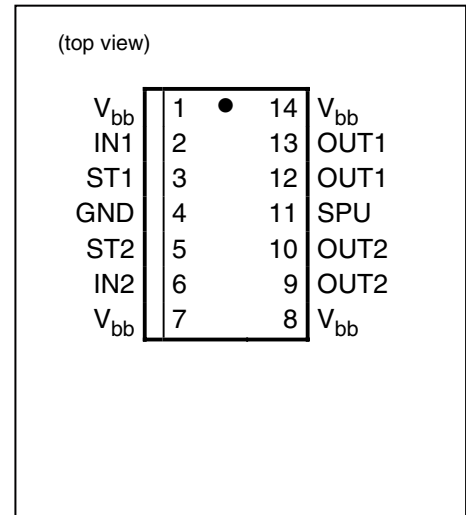 (top view)
Vbb 1 14 Vbb
IN1 2 13 OUT1
ST1 3 12 OUT1
GND 4 11 SPU
ST2 5 10 OUT2
IN2 6 9 OUT2
Vbb 7 8 Vbb